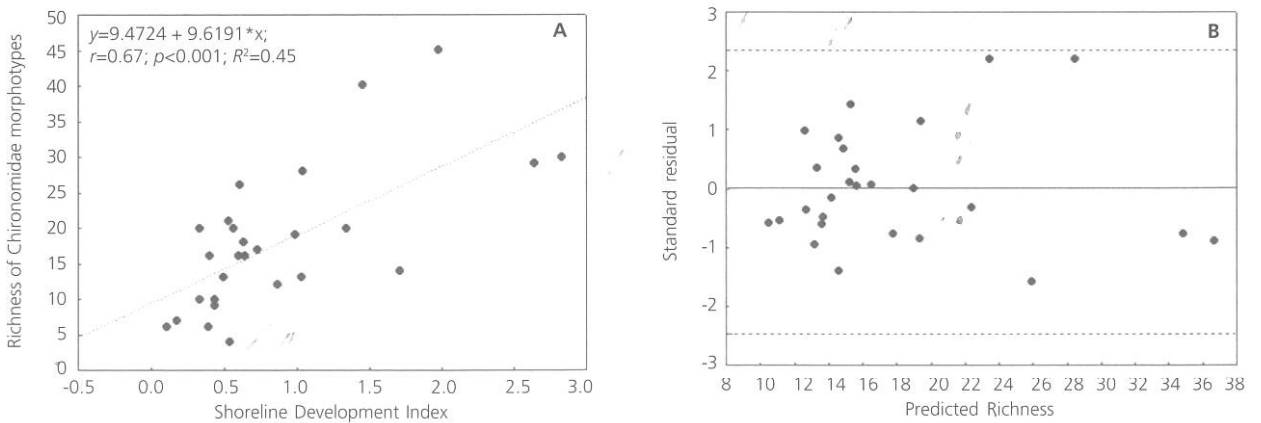 A
y=9.4724 + 9.6191*x;
r=0.67; p<0.001; R²=0.45
Richness of Chironomidae morphotypes
50
45
40
35
30
25
20
15
10
5
0
-0.5 0.0 0.5 1.0 1.5 2.0 2.5 3.0
Shoreline Development Index
B
Standard residual
3
2
1
0
-1
-2
-3
8 10 12 14 16 18 20 22 24 26 28 30 32 34 36 38
Predicted Richness